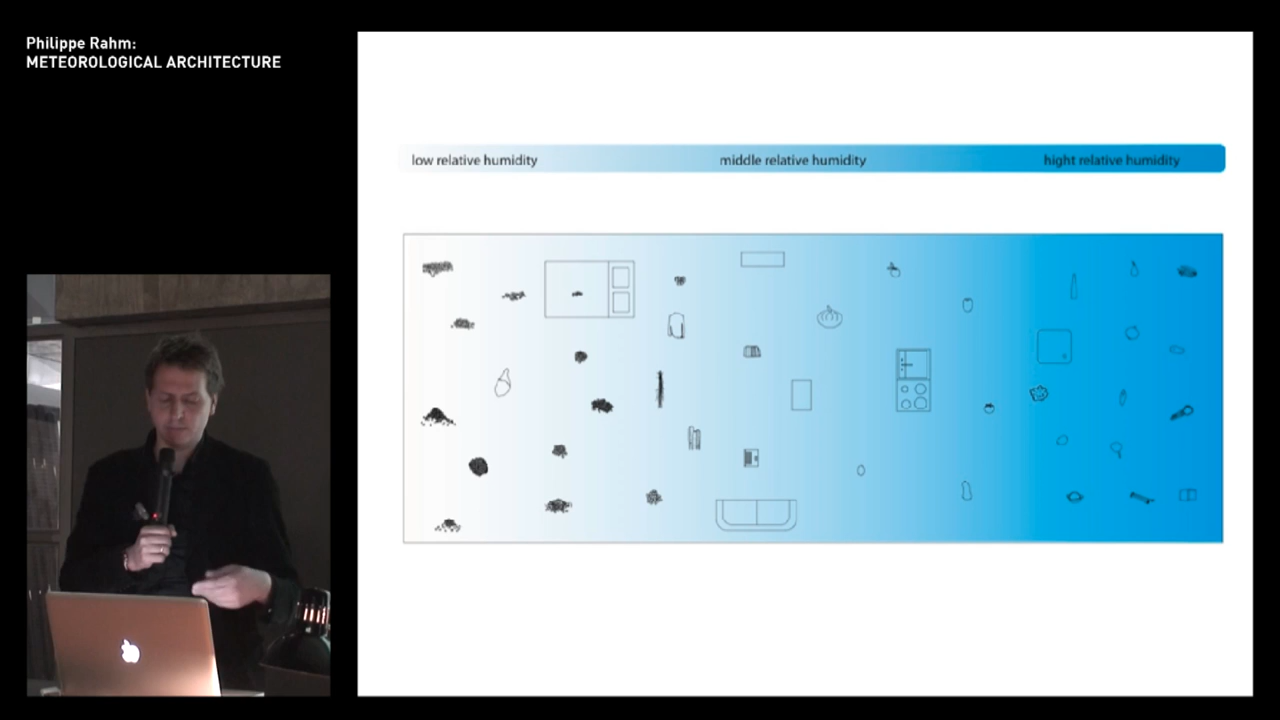 Philippe Rahm:
METEOROLOGICAL ARCHITECTURE
low relative humidity
middle relative humidity
hight relative humidity